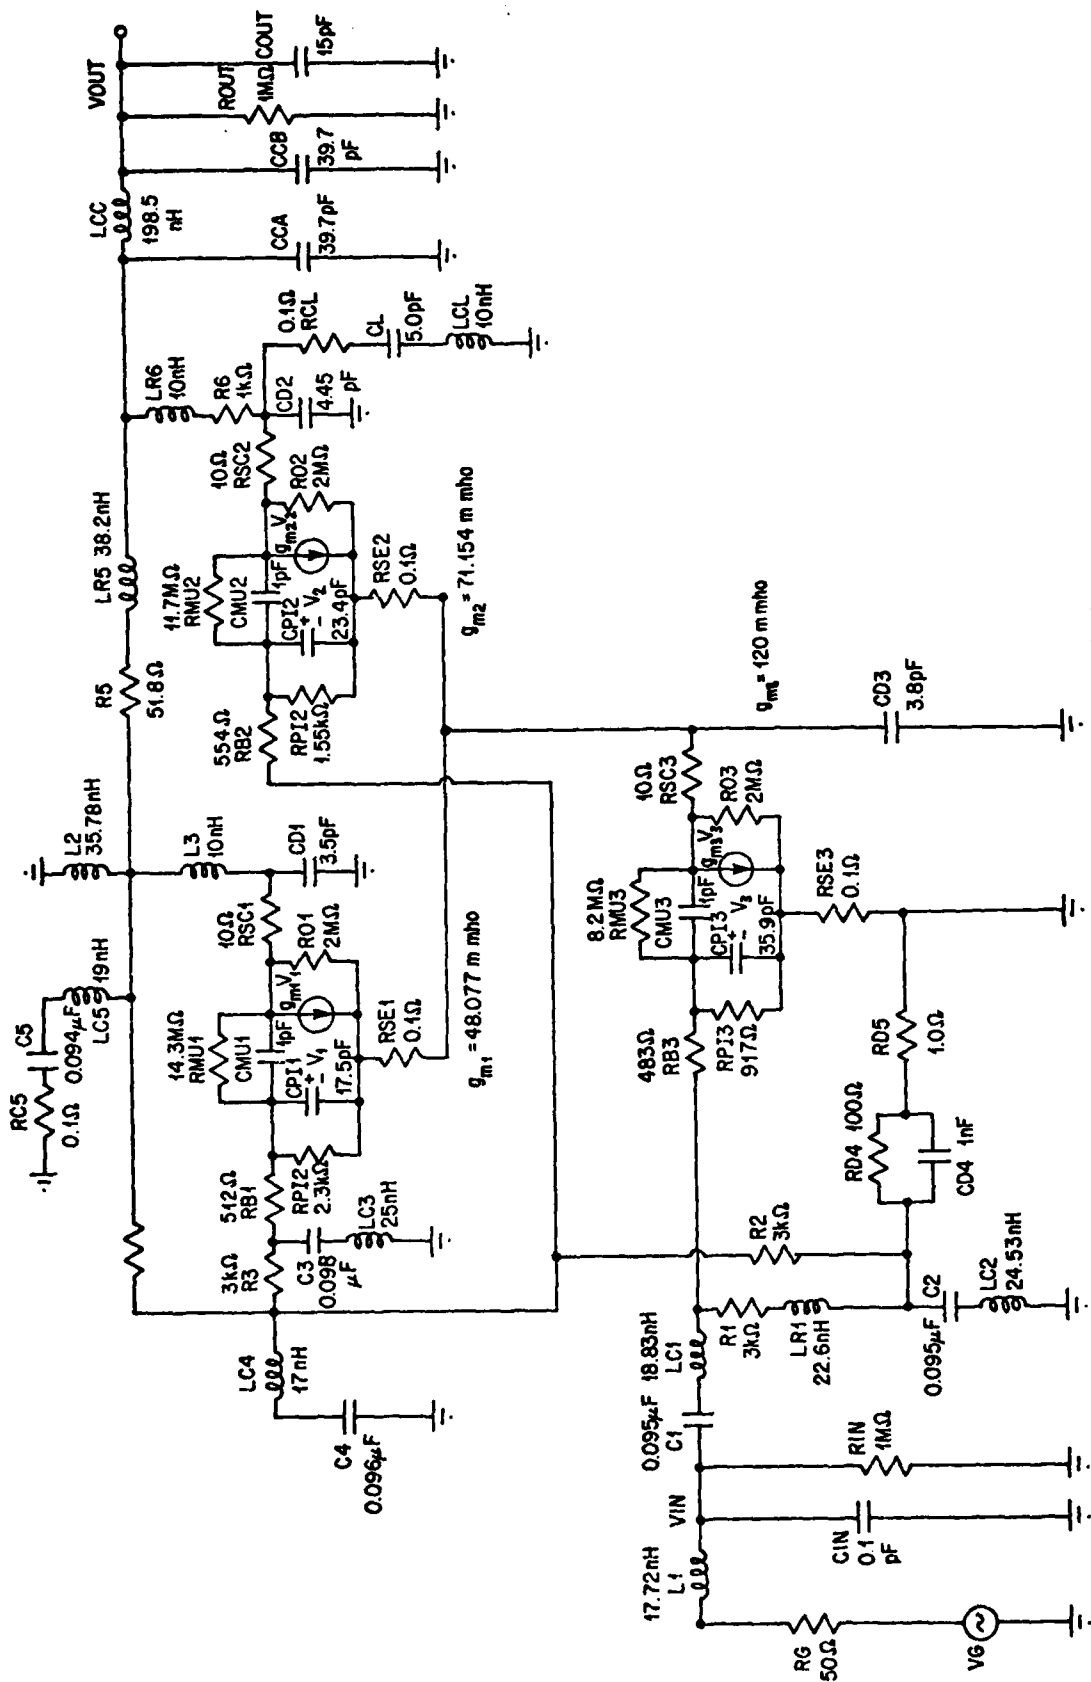 RC5
0.1Ω
C5
0.094μF
LC5
19nH
L2
35.78nH
R5
51.8Ω
LR5 38.2nH
LCC
198.5
nH
VOUT
LR6
10nH
R6
1kΩ
CCA
39.7pF
CCB
39.7
pF
ROUT
1MΩ
COUT
15pF
LC4
17nH
C4
0.096μF
3kΩ
R3
C3
0.098
μF
LC3
25nH
512Ω
RB1
RPI2
2.3kΩ
14.3MΩ
RMU1
CMU1
1pF
CPI1
+
V1
-
17.5pF
gm1V1
10Ω
RSC1
RO1
2MΩ
RSE1
0.1Ω
gm1 = 48.077 m mho
L3
10nH
CD1
3.5pF
554Ω
RB2
RPI2
1.55kΩ
11.7MΩ
RMU2
CMU2
1pF
CPI2
+
V2
-
23.4pF
gm2V2
10Ω
RSC2
RO2
2MΩ
RSE2
0.1Ω
gm2 = 71.154 m mho
CD2
4.45
pF
0.1Ω
RCL
CL
5.0pF
LCL
10nH
17.72nH
L1
RG
50Ω
VG
VIN
CIN
0.1
pF
RIN
1MΩ
0.095μF
C1
18.83nH
LC1
R1
3kΩ
LR1
22.6nH
R2
3kΩ
0.095μF
C2
LC2
24.53nH
483Ω
RB3
RPI3
917Ω
8.2MΩ
RMU3
CMU3
1pF
CPI3
+
V3
-
35.9pF
gm3V3
10Ω
RSC3
RO3
2MΩ
RSE3
0.1Ω
gm3 = 120 m mho
CD3
3.8pF
RD4 100Ω
CD4 1nF
RD5
1.0Ω